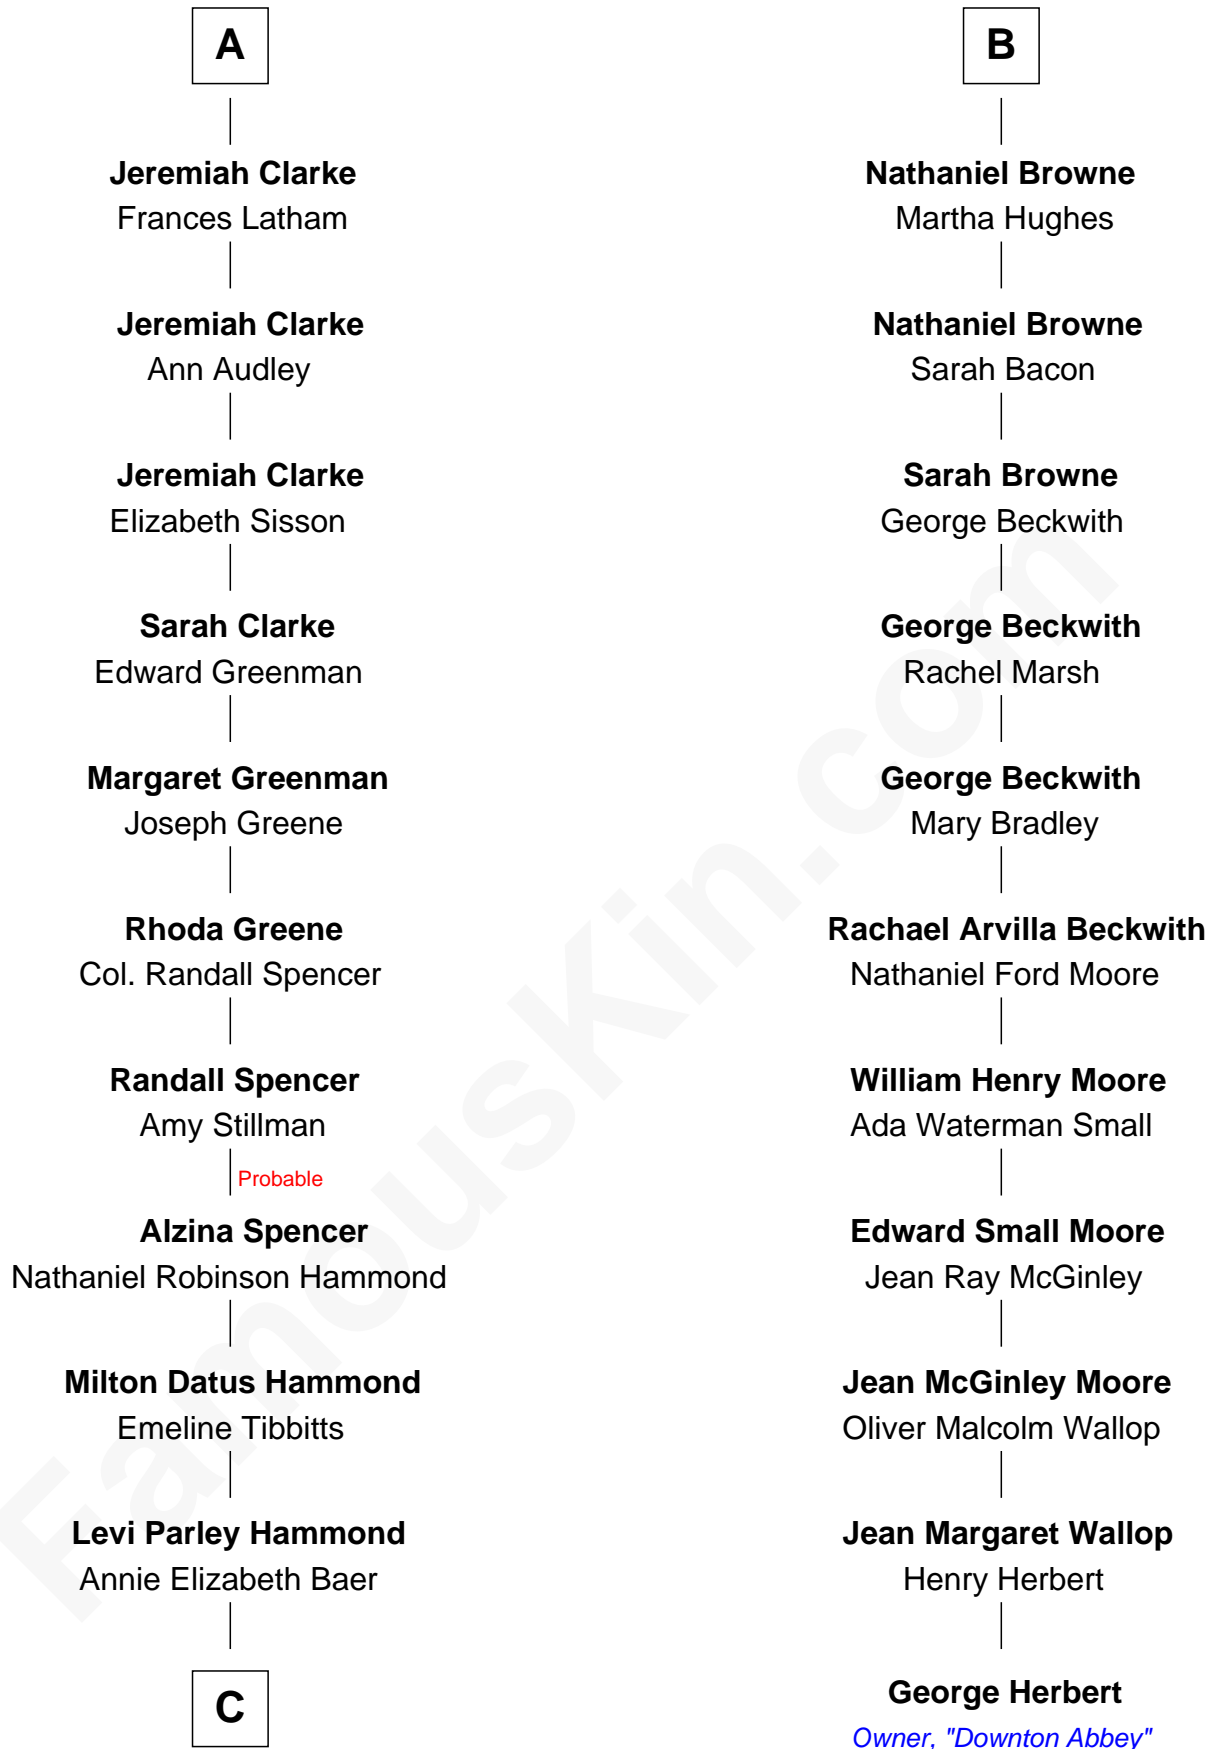 A
Jeremiah Clarke
Frances Latham
Jeremiah Clarke
Ann Audley
Jeremiah Clarke
Elizabeth Sisson
Sarah Clarke
Edward Greenman
Margaret Greenman
Joseph Greene
Rhoda Greene
Col. Randall Spencer
Randall Spencer
Amy Stillman
Probable
Alzina Spencer
Nathaniel Robinson Hammond
Milton Datus Hammond
Emeline Tibbitts
Levi Parley Hammond
Annie Elizabeth Baer
C
B
Nathaniel Browne
Martha Hughes
Nathaniel Browne
Sarah Bacon
Sarah Browne
George Beckwith
George Beckwith
Rachel Marsh
George Beckwith
Mary Bradley
Rachael Arvilla Beckwith
Nathaniel Ford Moore
William Henry Moore
Ada Waterman Small
Edward Small Moore
Jean Ray McGinley
Jean McGinley Moore
Oliver Malcolm Wallop
Jean Margaret Wallop
Henry Herbert
George Herbert
Owner, "Downton Abbey"
FamousKin.com